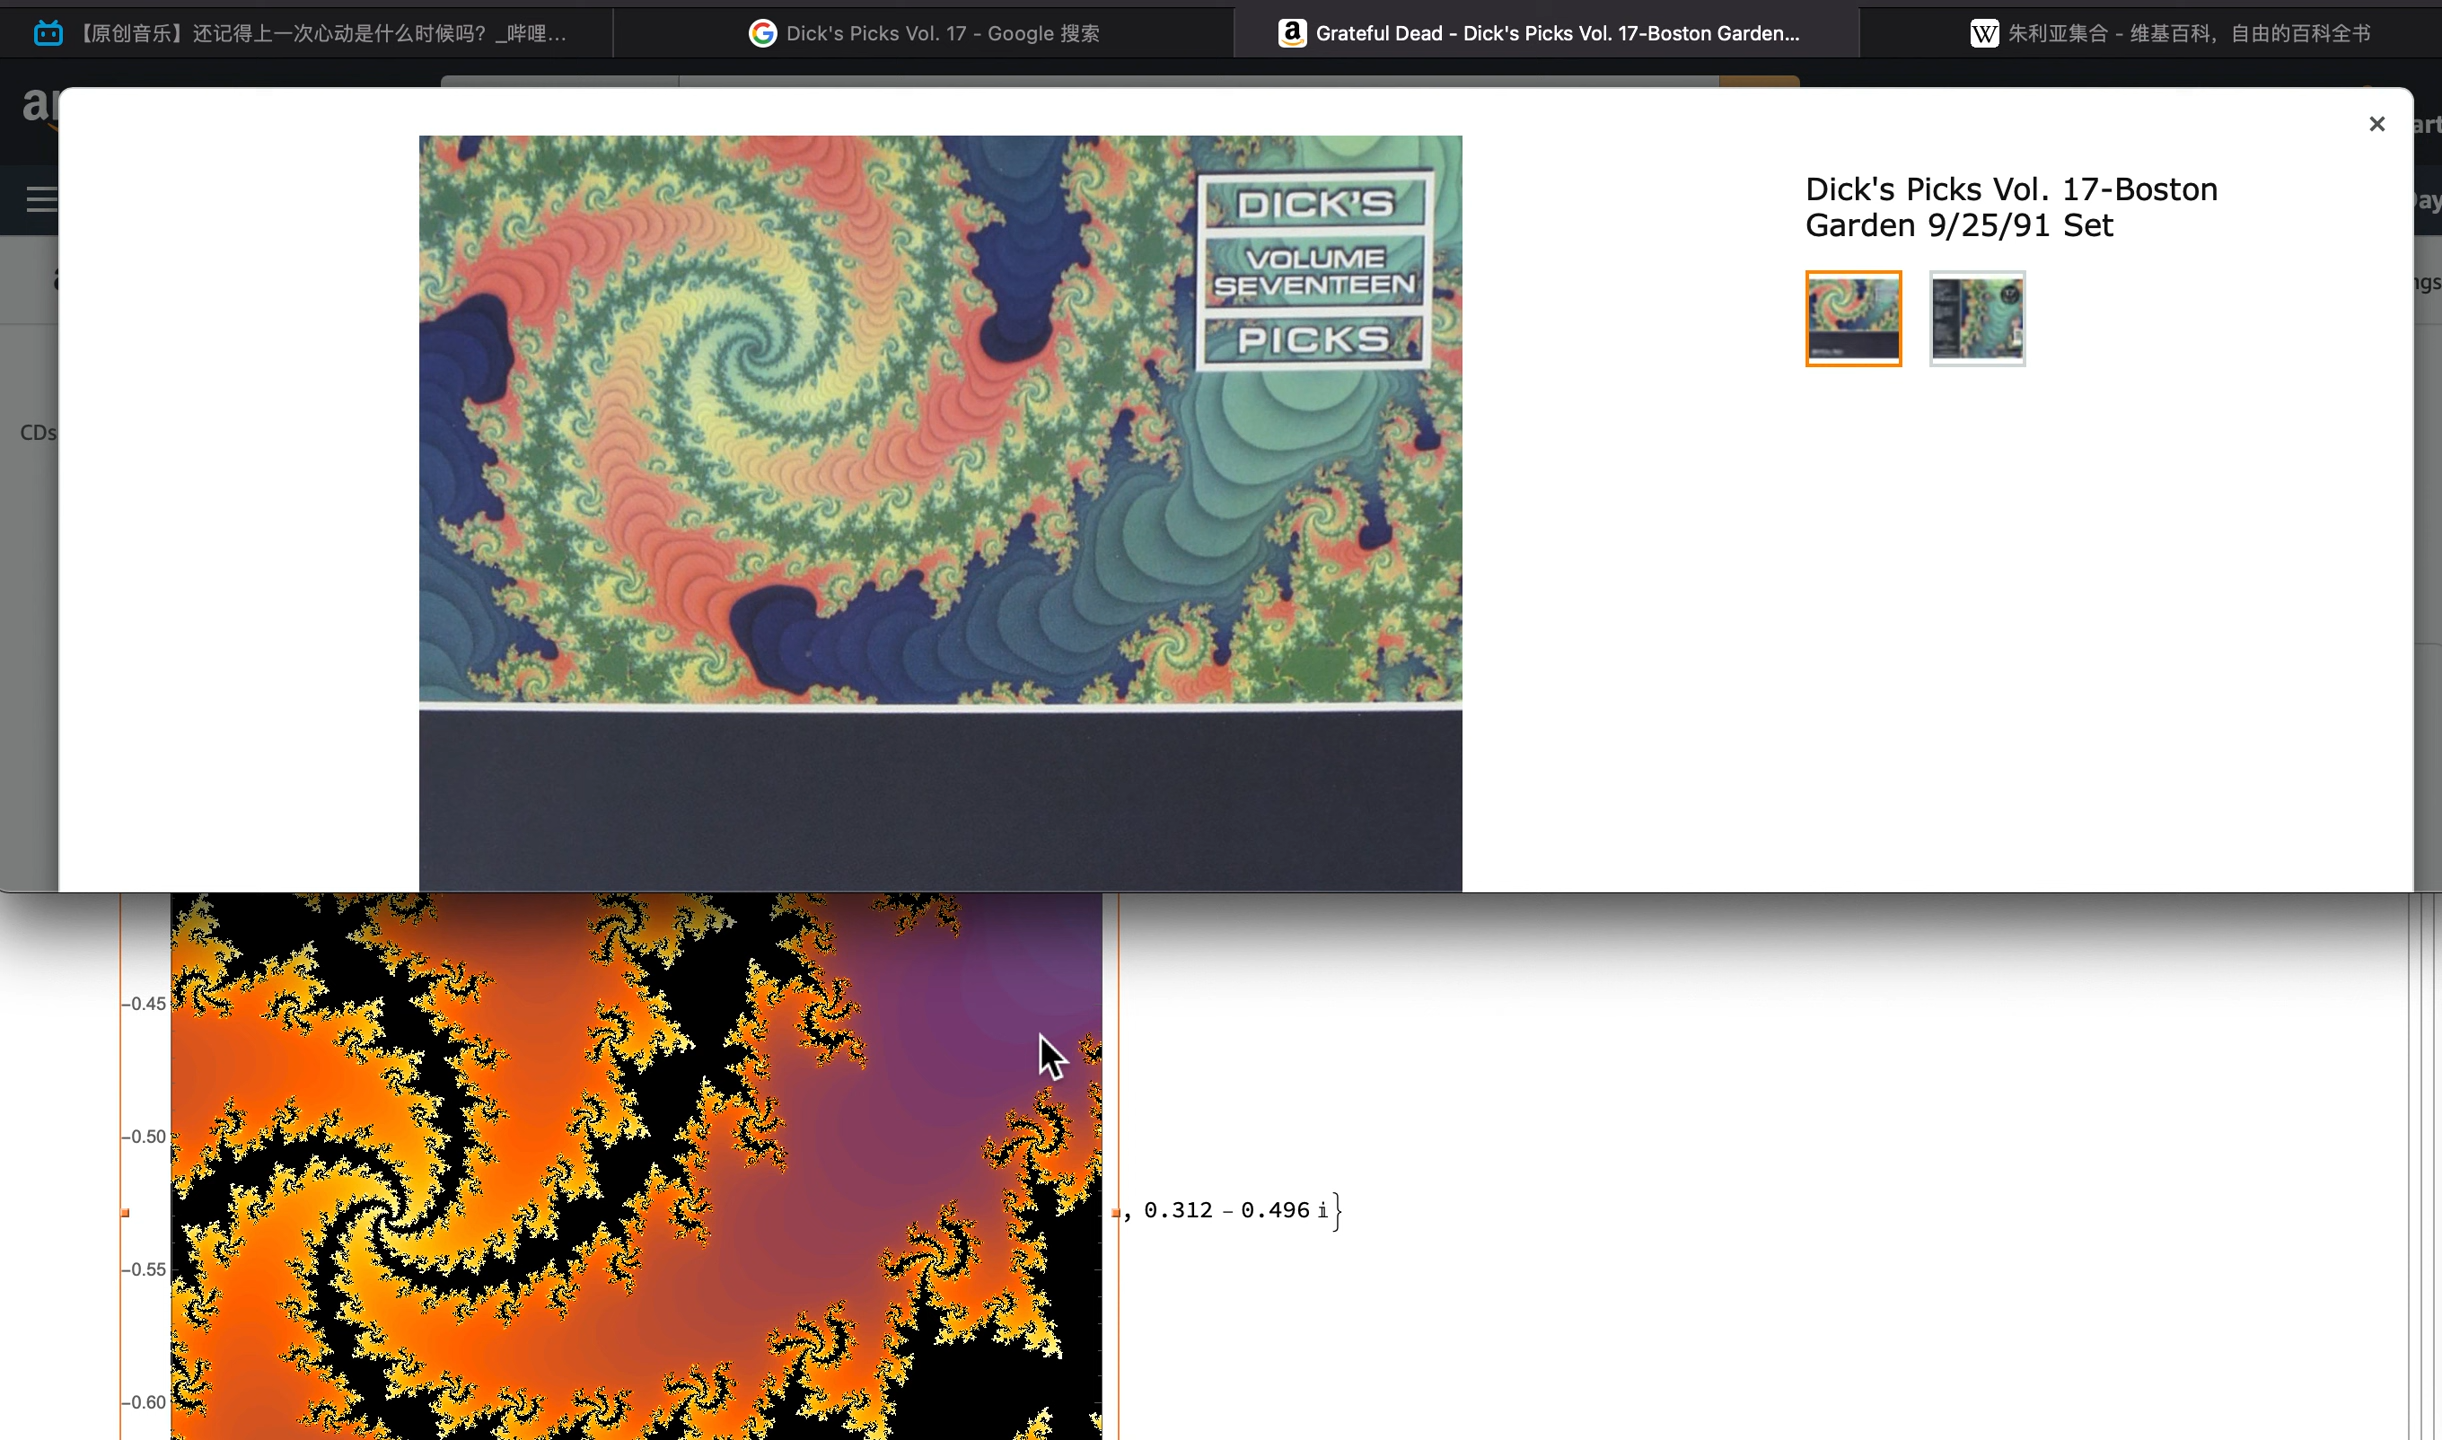 【原创音乐】还记得上一次心动是什么时候吗？_哔哩...
Dick's Picks Vol. 17 - Google 搜索
Grateful Dead - Dick's Picks Vol. 17-Boston Garden...
朱利亚集合 - 维基百科，自由的百科全书
DICK'S
VOLUME
SEVENTEEN
PICKS
Dick's Picks Vol. 17-Boston
Garden 9/25/91 Set
CDs
-0.45
-0.50
-0.55
-0.60
, 0.312 - 0.496 i}